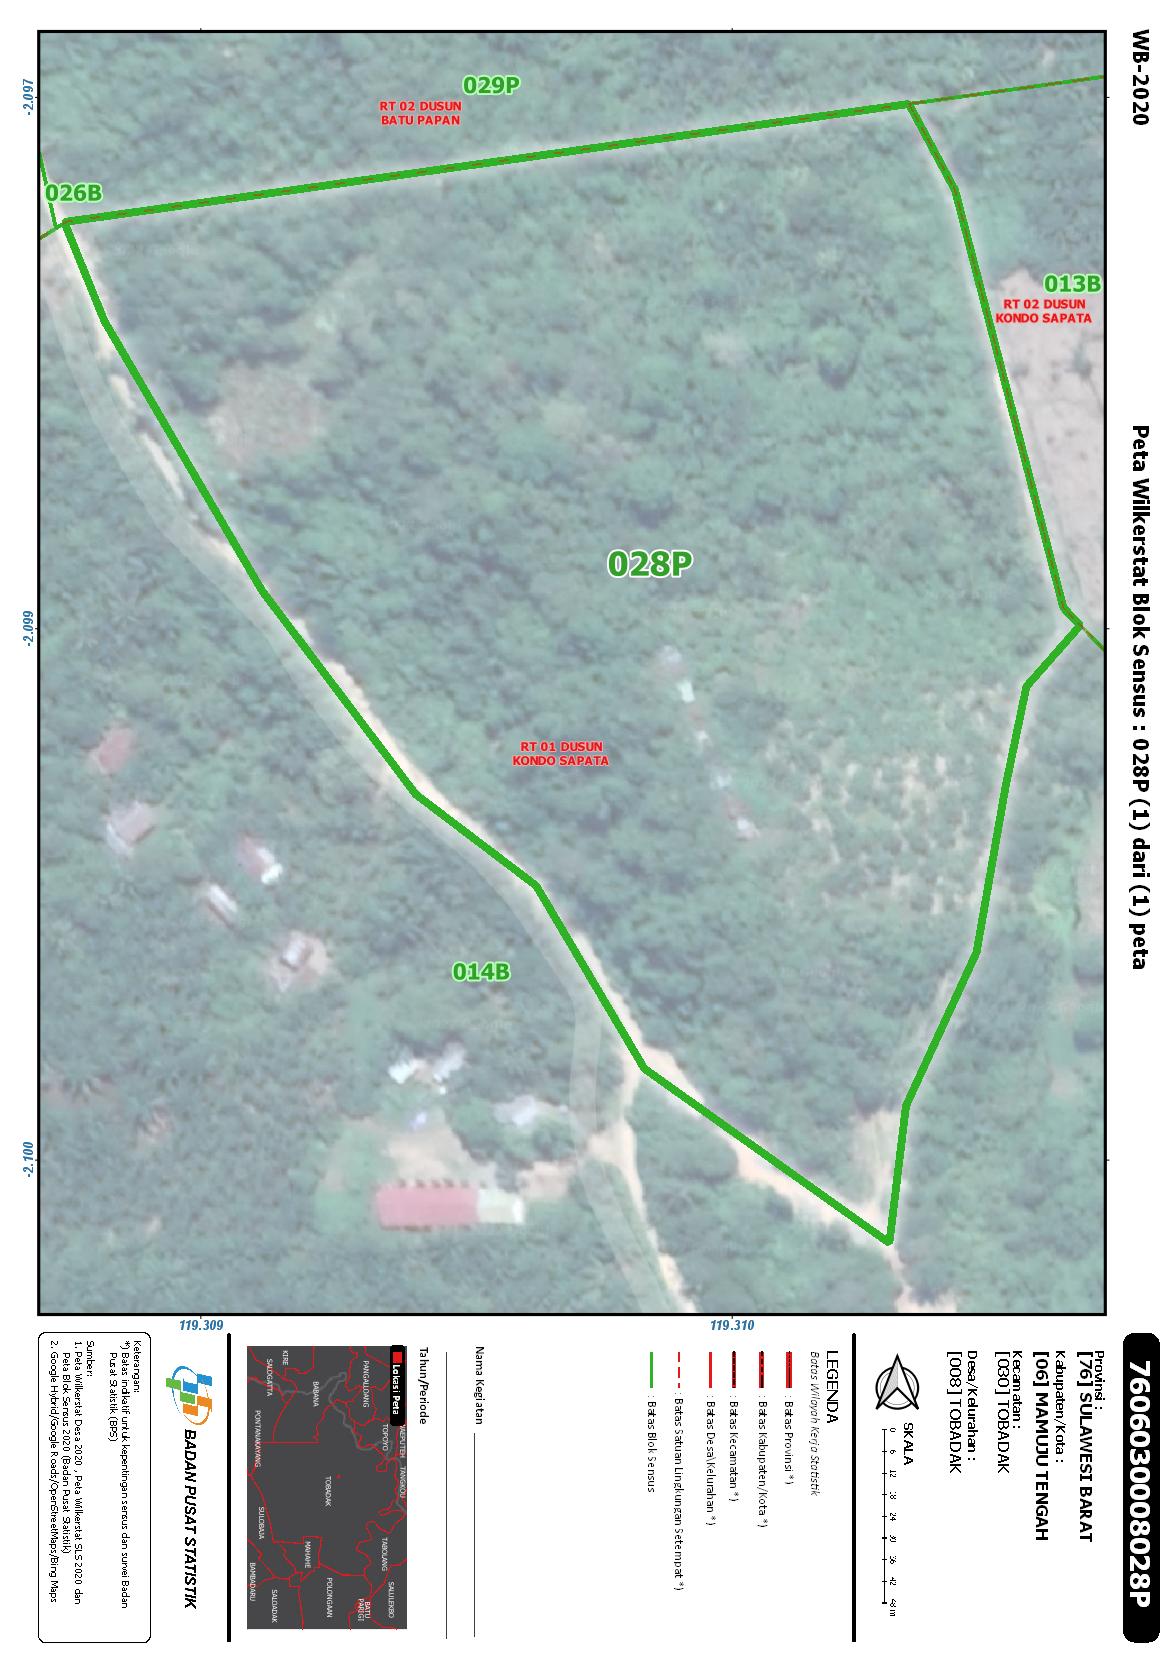 WB-2020
Peta Wilkerstat Blok Sensus : 028P (1) dari (1) peta
7606030008028P
029P
RT 02 DUSUN
BATU PAPAN
026B
013B
RT 02 DUSUN
KONDO SAPATA
028P
RT 01 DUSUN
KONDO SAPATA
014B
-2.097
-2.099
-2.100
119.309
119.310
Provinsi :
[76] SULAWESI BARAT
Kabupaten/Kota :
[06] MAMUJU TENGAH
Kecamatan :
[030] TOBADAK
Desa/Kelurahan :
[008] TOBADAK
SKALA
0 6 12 18 24 30 36 42 48 m
LEGENDA
Batas Wilayah Kerja Statistik
: Batas Provinsi *)
: Batas Kabupaten/Kota *)
: Batas Kecamatan *)
: Batas Desa\Kelurahan *)
: Batas Satuan Lingkungan Setempat *)
: Batas Blok Sensus
Nama Kegiatan
Tahun/Periode
Lokasi Peta
TANGKOU
SALULEKBO
PANGALLOANG
TOPOYO
TABOLANG
BATU
PARIGI
BABANA
TOBADAK
POLONGAAN
KIRE
MAHAHE
SALOGATTA
PONTANAKAYANG
SULOBAJA
SALOADAK
BAMBADARU
BADAN PUSAT STATISTIK
Keterangan:
*) Batas indikatif untuk kepentingan sensus dan survei Badan
Pusat Statistik (BPS)
Sumber:
1. Peta Wilkerstat Desa 2020 , Peta Wilkerstat SLS 2020 dan
Peta Blok Sensus 2020 (Badan Pusat Statistik)
2. Google Hybrid/Google Roads/OpenStreetMaps/Bing Maps